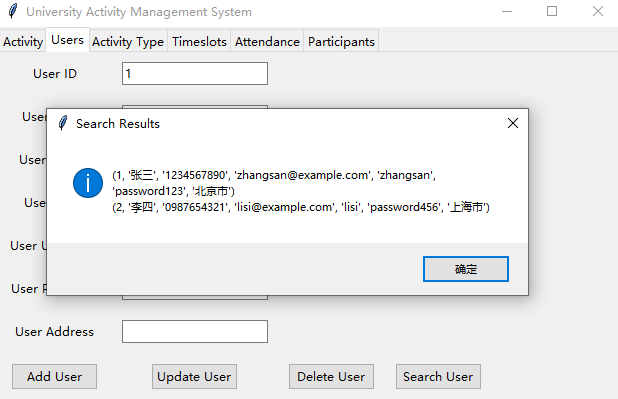 University Activity Management System
Activity Users Activity Type Timeslots Attendance Participants
User ID 1
User
Search Results
User
(1, '张三', '1234567890', 'zhangsan@example.com', 'zhangsan',
'password123', '北京市')
(2, '李四', '0987654321', 'lisi@example.com', 'lisi', 'password456', '上海市')
User
User U
确定
User P
User Address
Add User Update User Delete User Search User